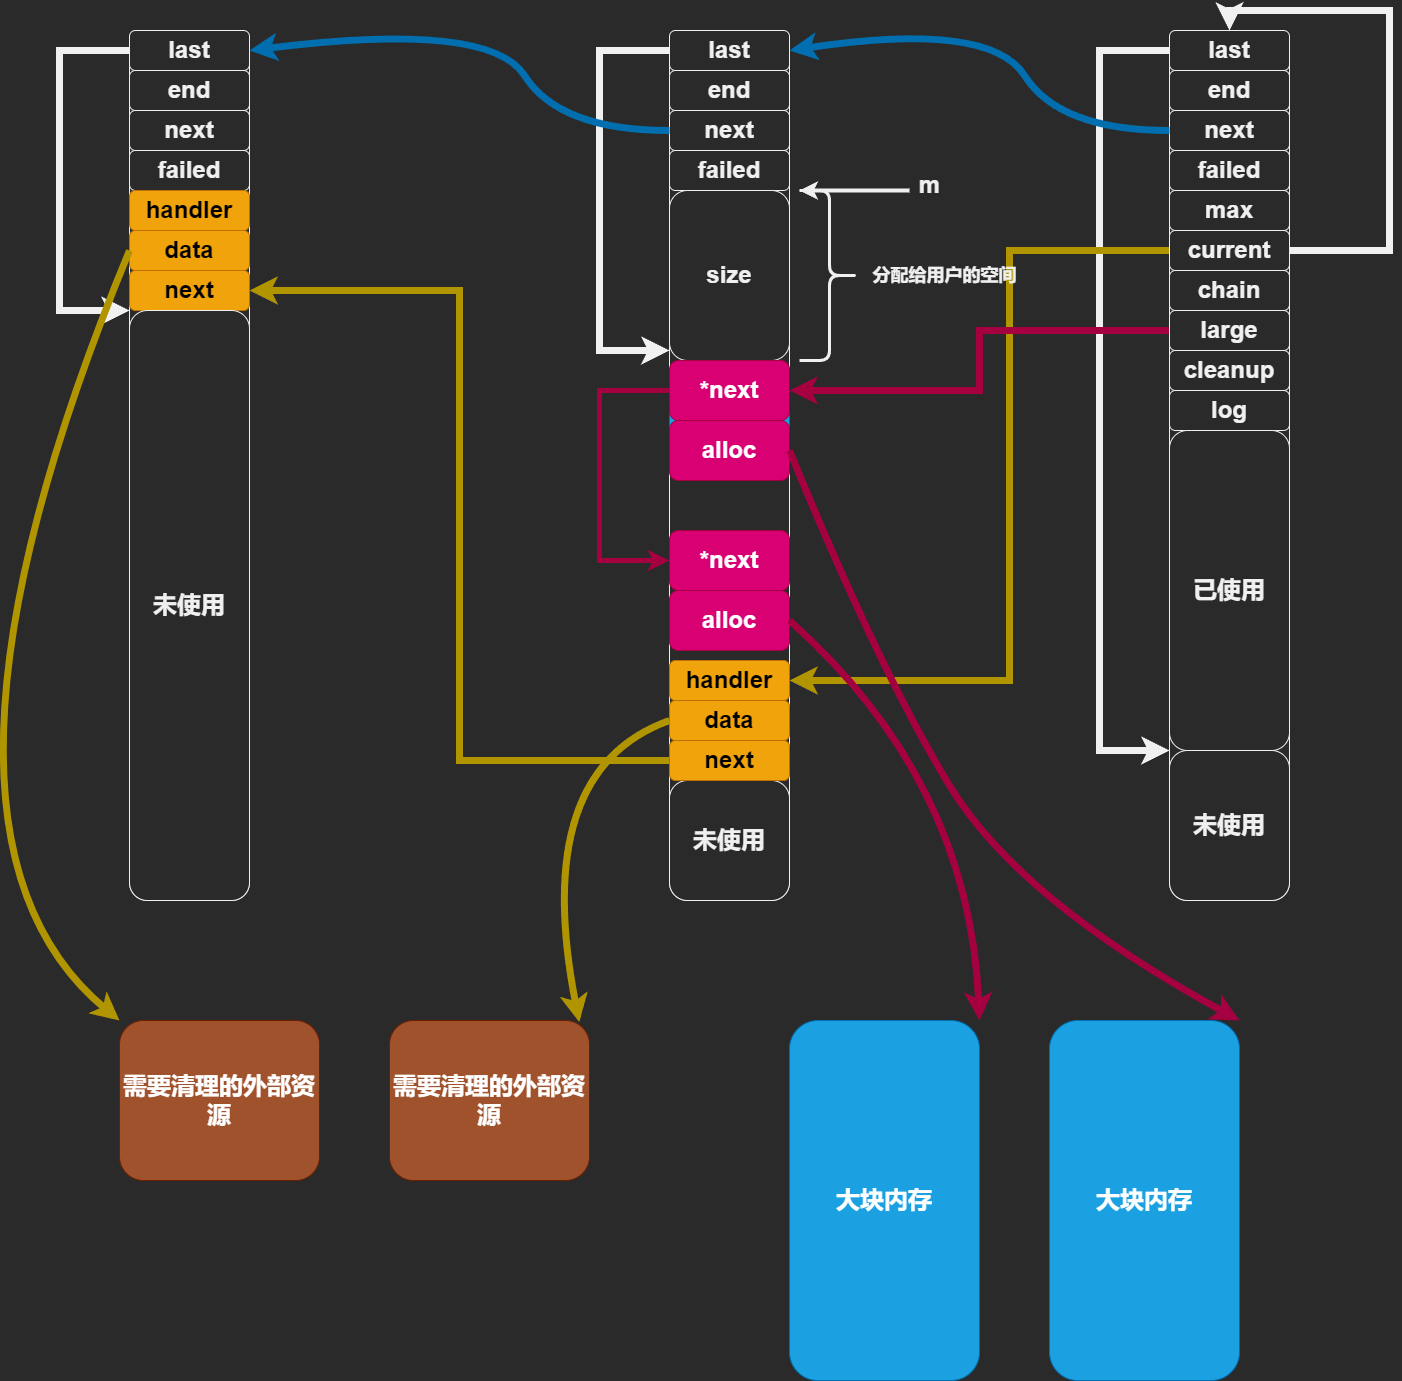 last
end
next
failed
handler
data
next
未使用
last
end
next
failed
m
size
分配给用户的空间
*next
alloc
*next
alloc
handler
data
next
未使用
last
end
next
failed
max
current
chain
large
cleanup
log
已使用
未使用
需要清理的外部资
源
需要清理的外部资
源
大块内存
大块内存